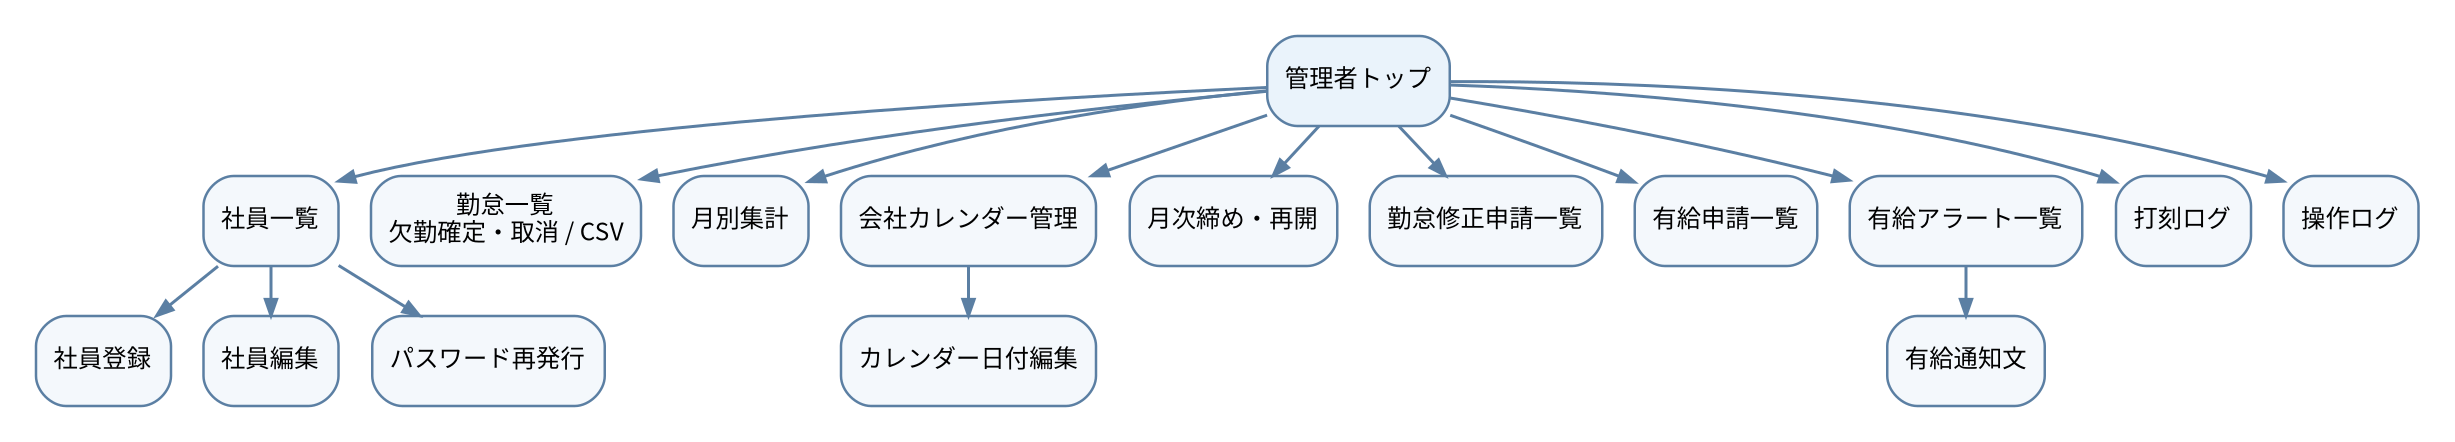 管理者トップ
社員一覧
勤怠一覧
欠勤確定・取消 / CSV
月別集計
会社カレンダー管理
月次締め・再開
勤怠修正申請一覧
有給申請一覧
有給アラート一覧
打刻ログ
操作ログ
社員登録
社員編集
パスワード再発行
カレンダー日付編集
有給通知文